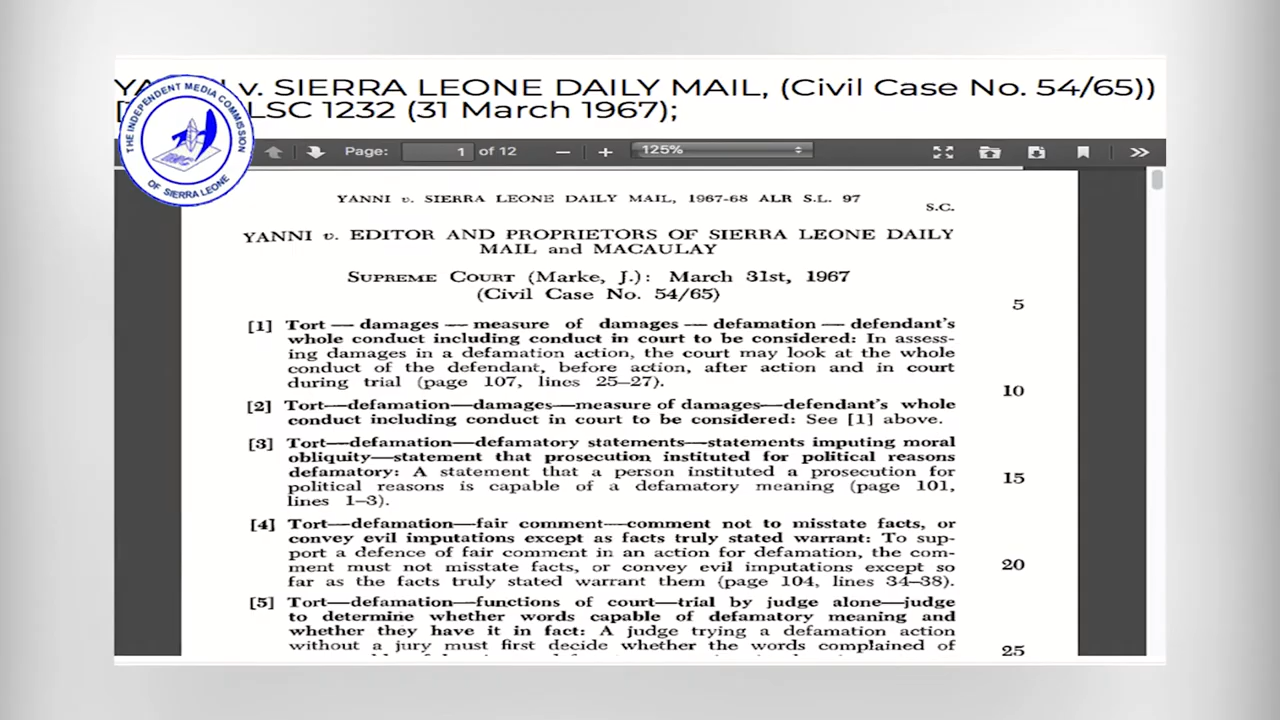 v. SIERRA LEONE DAILY MAIL, (Civil Case No. 54/65))
LSC 1232 (31 March 1967);
THE INDEPENDENT MEDIA COMMISSION
IMC
OF SIERRA LEONE
Page: 1 of 12 125%
YANNI v. SIERRA LEONE DAILY MAIL, 1967-68 ALR S.L. 97
S.C.
YANNI v. EDITOR AND PROPRIETORS OF SIERRA LEONE DAILY
MAIL and MACAULAY
SUPREME COURT (Marke, J.): March 31st, 1967
(Civil Case No. 54/65)
5
[1] Tort — damages — measure of damages — defamation — defendant's
whole conduct including conduct in court to be considered: In assess-
ing damages in a defamation action, the court may look at the whole
conduct of the defendant, before action, after action and in court
during trial (page 107, lines 25–27).
10
[2] Tort—defamation—damages—measure of damages—defendant's whole
conduct including conduct in court to be considered: See [1] above.
[3] Tort—defamation—defamatory statements—statements imputing moral
obliquity—statement that prosecution instituted for political reasons
defamatory: A statement that a person instituted a prosecution for
political reasons is capable of a defamatory meaning (page 101,
15
lines 1–3).
[4] Tort—defamation—fair comment—comment not to misstate facts, or
convey evil imputations except as facts truly stated warrant: To sup-
port a defence of fair comment in an action for defamation, the com-
ment must not misstate facts, or convey evil imputations except so
20
far as the facts truly stated warrant them (page 104, lines 34–38).
[5] Tort—defamation—functions of court—trial by judge alone—judge
to determine whether words capable of defamatory meaning and
whether they have it in fact: A judge trying a defamation action
without a jury must first decide whether the words complained of
25